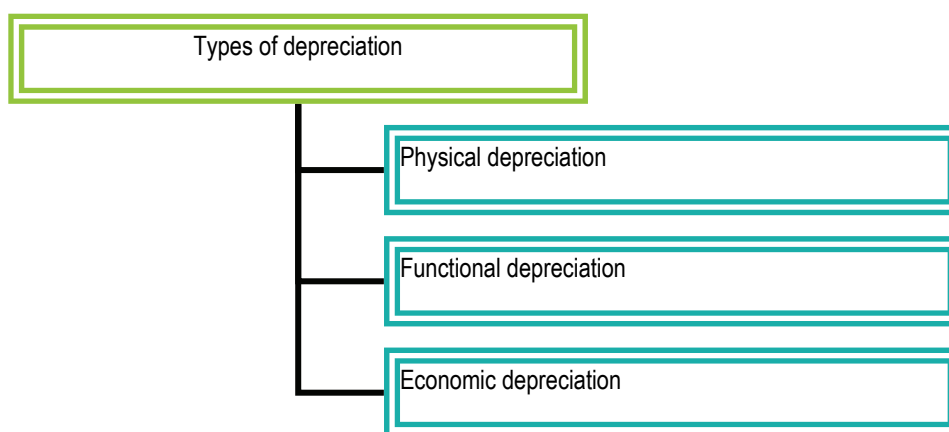 Types of depreciation
Physical depreciation
Functional depreciation
Economic depreciation